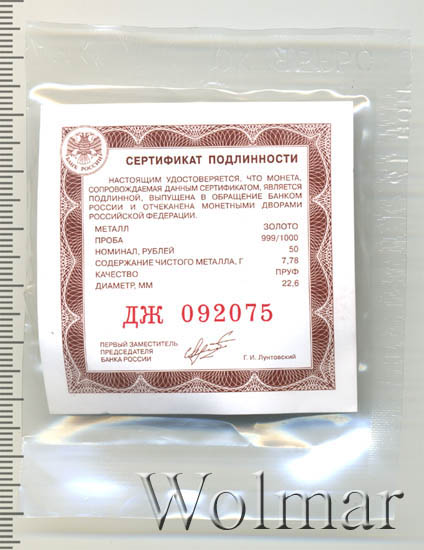 БАНК РОССИИ
СЕРТИФИКАТ ПОДЛИННОСТИ
НАСТОЯЩИМ УДОСТОВЕРЯЕТСЯ, ЧТО МОНЕТА,
СОПРОВОЖДАЕМАЯ ДАННЫМ СЕРТИФИКАТОМ, ЯВЛЯЕТСЯ
ПОДЛИННОЙ, ВЫПУЩЕНА В ОБРАЩЕНИЕ БАНКОМ
РОССИИ И ОТЧЕКАНЕНА МОНЕТНЫМИ ДВОРАМИ
РОССИЙСКОЙ ФЕДЕРАЦИИ.
МЕТАЛЛ ЗОЛОТО
ПРОБА 999/1000
НОМИНАЛ, РУБЛЕЙ 50
СОДЕРЖАНИЕ ЧИСТОГО МЕТАЛЛА, Г 7,78
КАЧЕСТВО ПРУФ
ДИАМЕТР, ММ 22,6
ДЖ 092075
ПЕРВЫЙ ЗАМЕСТИТЕЛЬ
ПРЕДСЕДАТЕЛЯ
БАНКА РОССИИ
Г. И. Лунтовский
Wolmar